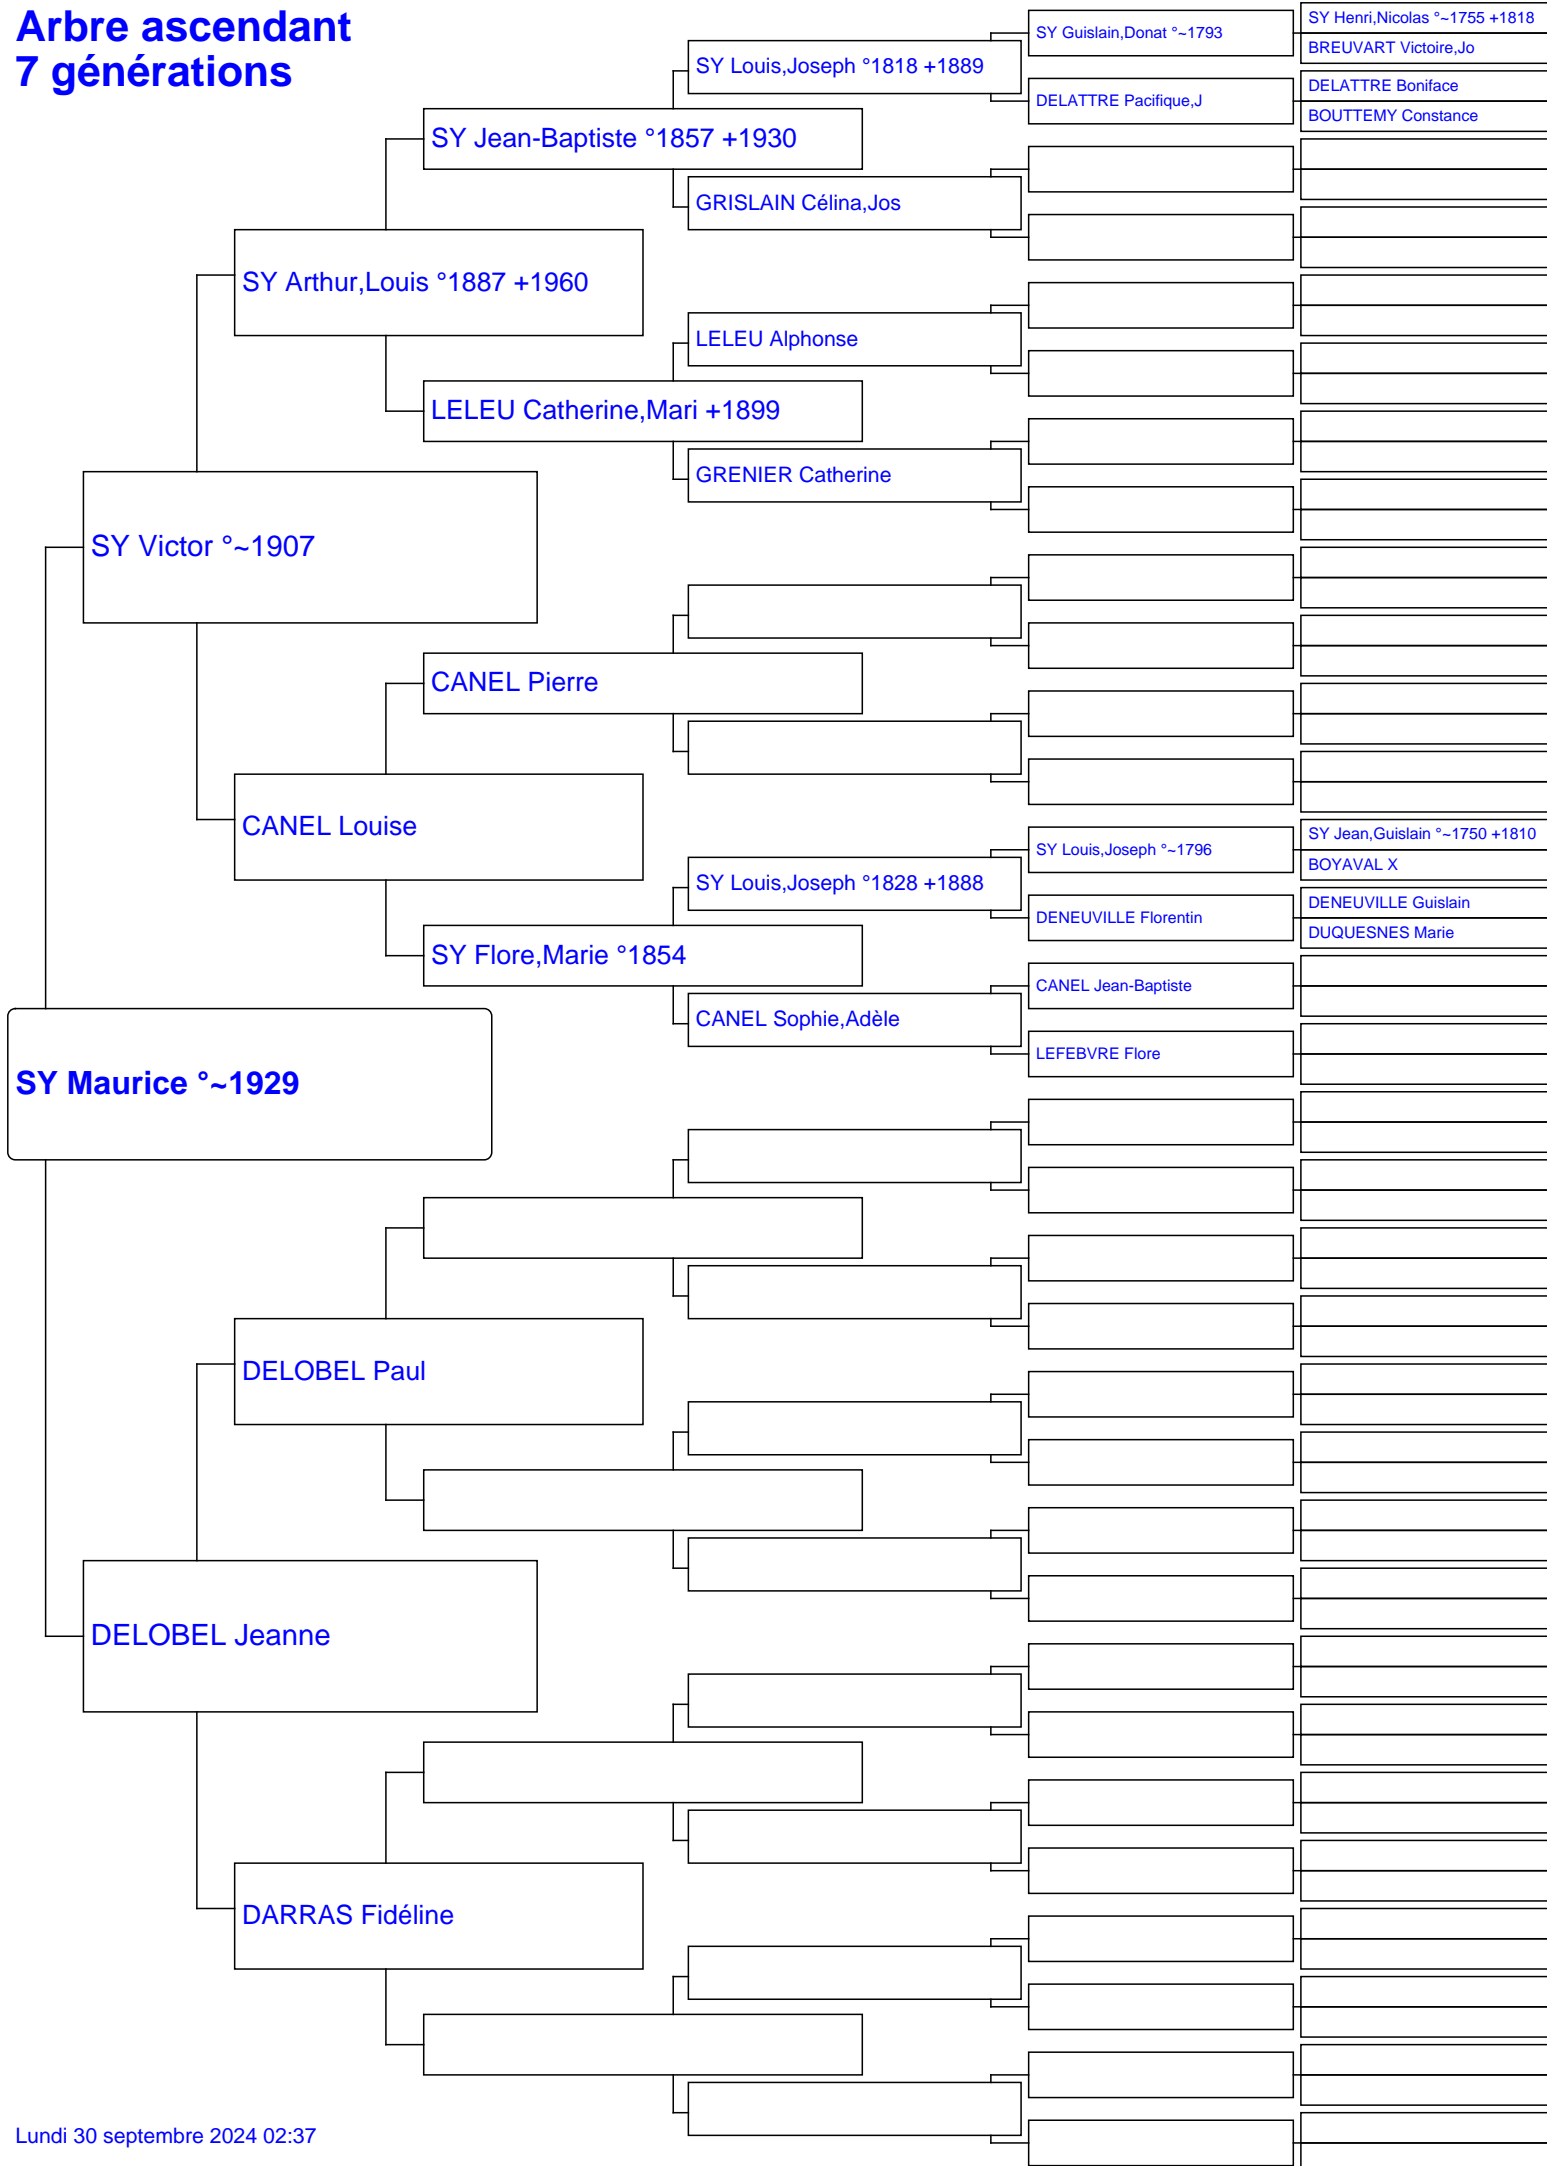 Arbre ascendant
7 générations
SY Henri,Nicolas °~1755 +1818
SY Guislain,Donat °~1793
BREUVART Victoire,Jo
SY Louis,Joseph °1818 +1889
DELATTRE Boniface
DELATTRE Pacifique,J
BOUTTEMY Constance
SY Jean-Baptiste °1857 +1930
GRISLAIN Célina,Jos
SY Arthur,Louis °1887 +1960
LELEU Alphonse
LELEU Catherine,Mari +1899
GRENIER Catherine
SY Victor °~1907
CANEL Pierre
CANEL Louise
SY Jean,Guislain °~1750 +1810
SY Louis,Joseph °~1796
BOYAVAL X
SY Louis,Joseph °1828 +1888
DENEUVILLE Guislain
DENEUVILLE Florentin
DUQUESNES Marie
SY Flore,Marie °1854
CANEL Jean-Baptiste
CANEL Sophie,Adèle
LEFEBVRE Flore
SY Maurice °~1929
DELOBEL Paul
DELOBEL Jeanne
DARRAS Fidéline
Lundi 30 septembre 2024 02:37